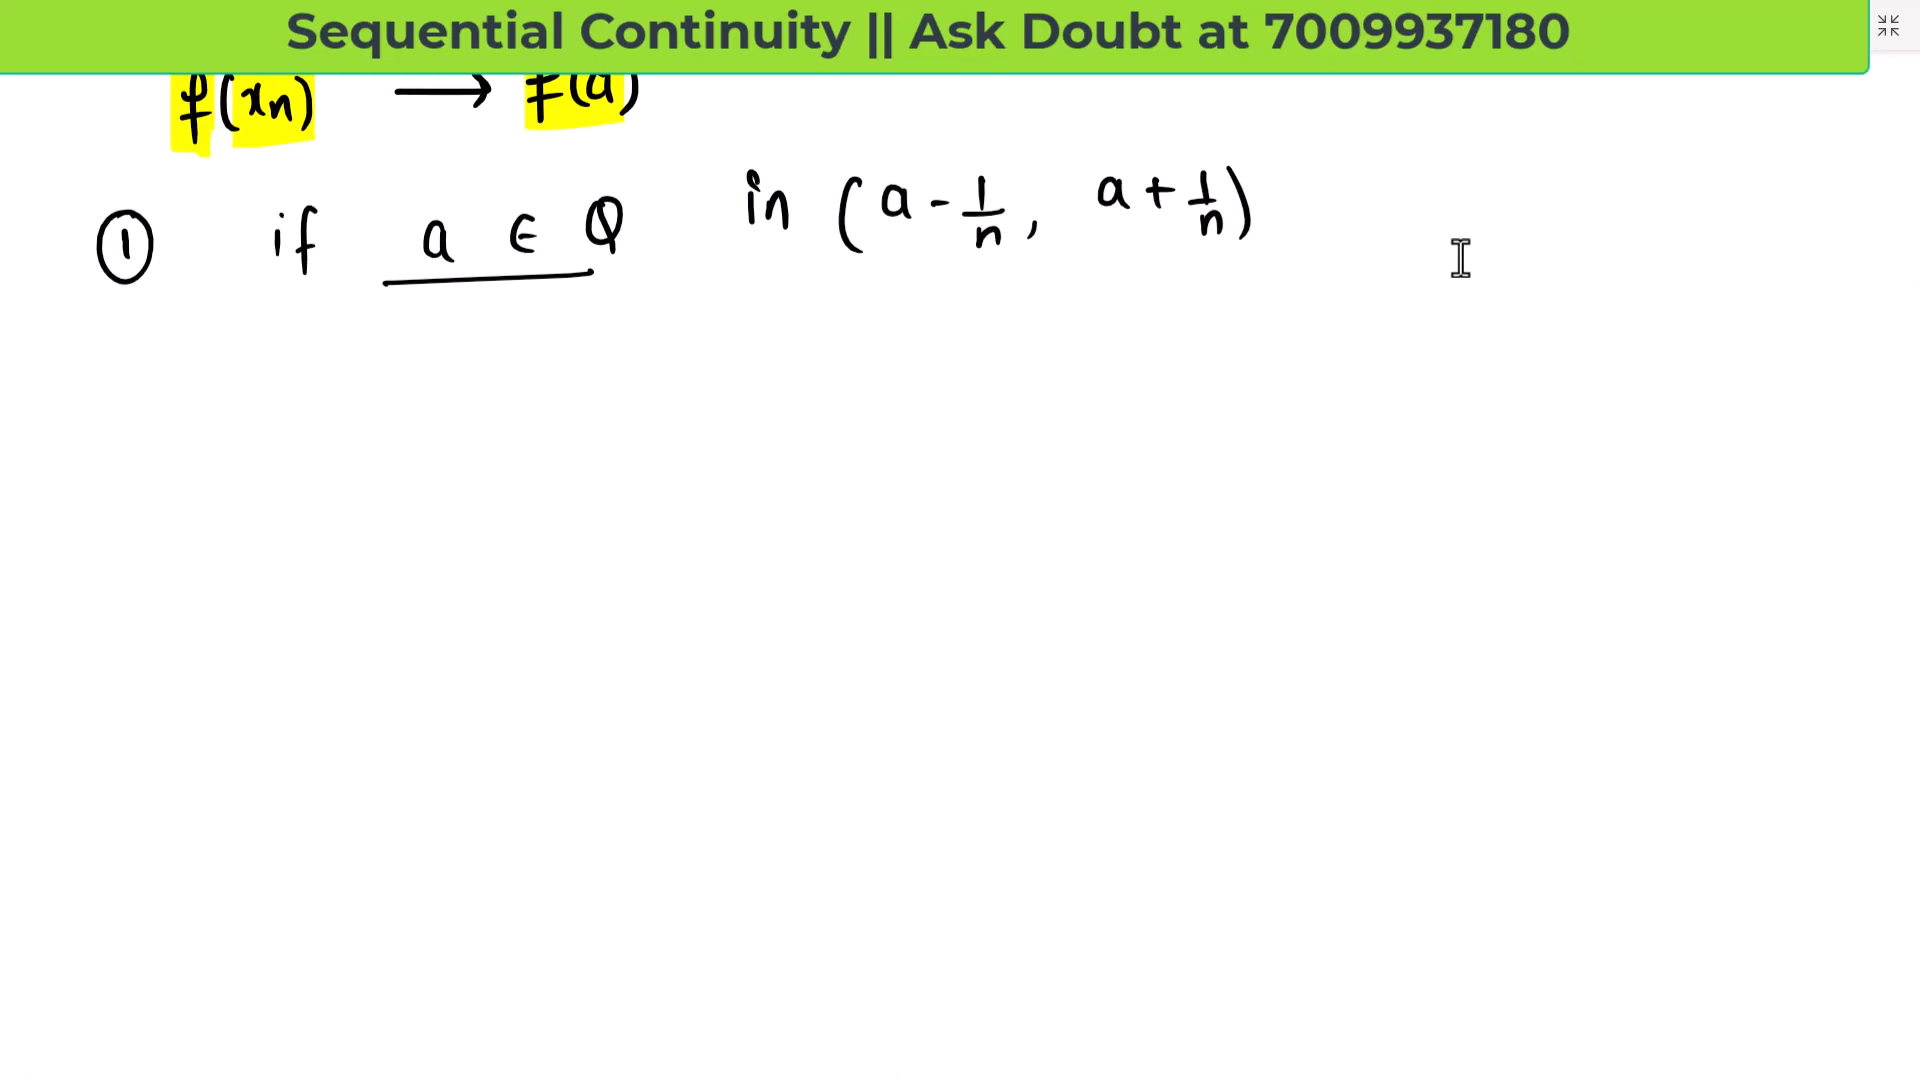 Sequential Continuity || Ask Doubt at 7009937180
f(xn) ⟶ f(a)
① if a ∈ Q in (a - 1/n, a + 1/n)